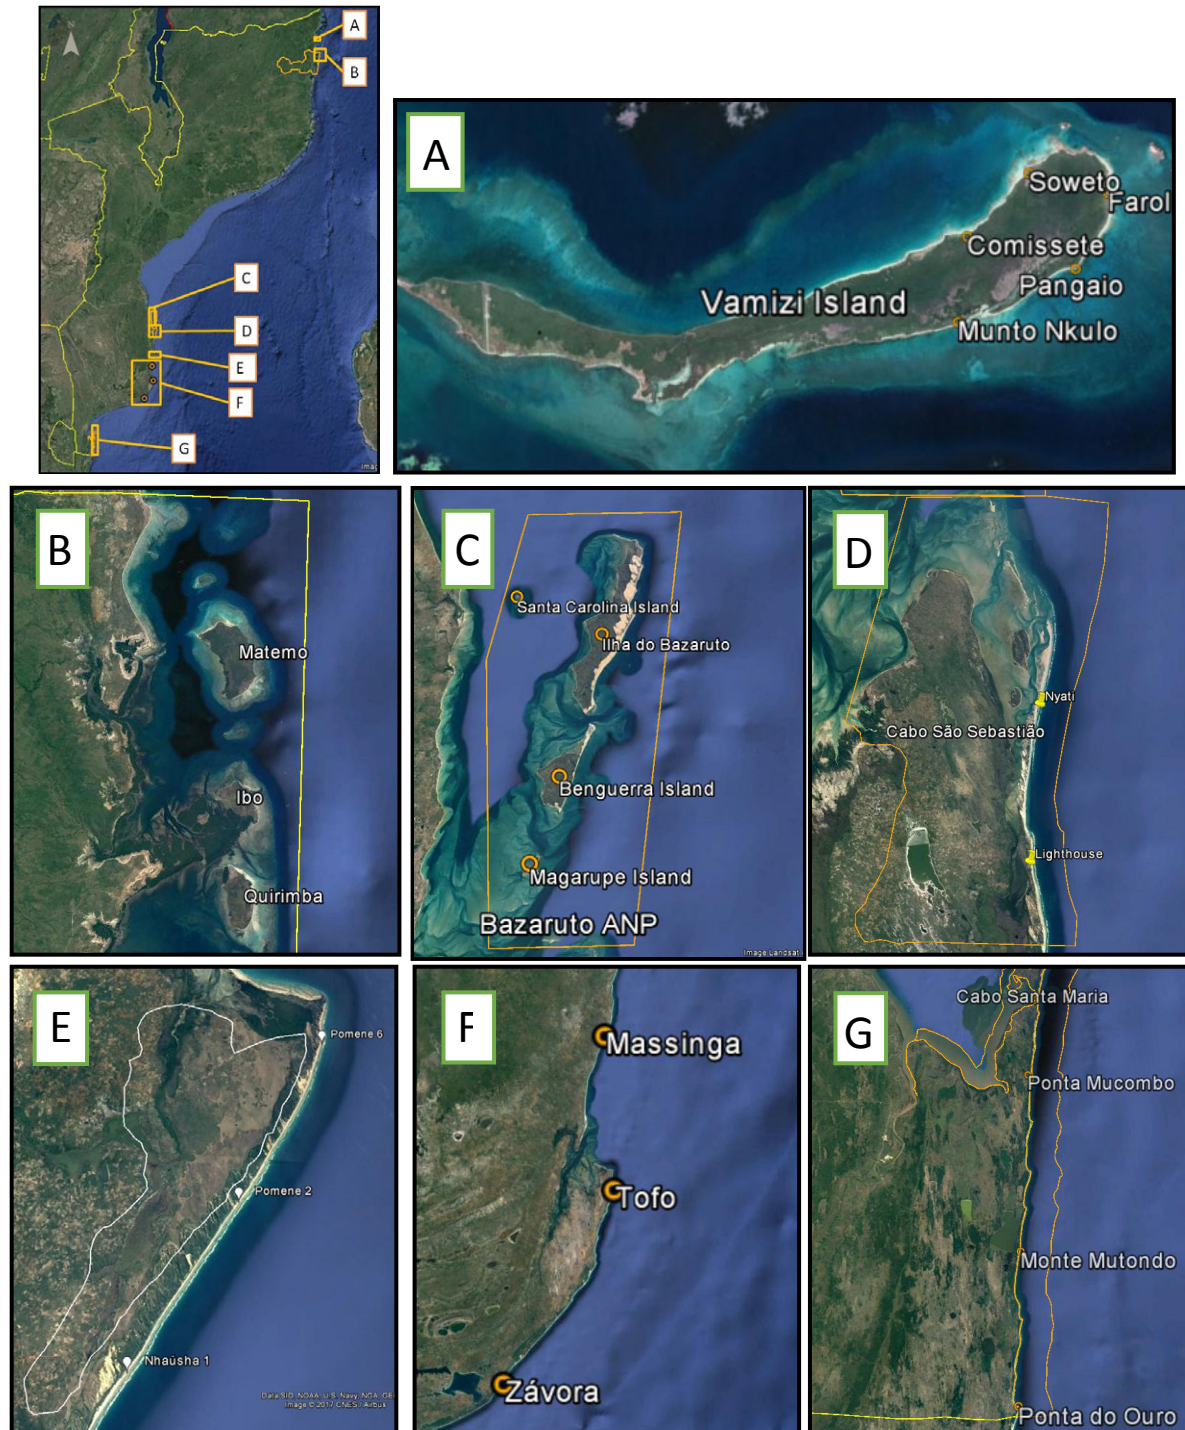 N
A
B
C
D
E
F
G
A
Soweto
Farol
Comissete
Pangaio
Vamizi Island
Munto Nkulo
B
Matemo
Ibo
Quirimba
C
Santa Carolina Island
Ilha do Bazaruto
Benguerra Island
Magarupe Island
Bazaruto ANP
Image Landsat
D
Nyati
Cabo São Sebastião
Lighthouse
E
Pomene 6
Pomene 2
Nhaúsha 1
Data SIO, NOAA, U.S. Navy, NGA, GE
Image © 2017 CNES / Airbus
F
Massinga
Tofo
Závora
G
Cabo Santa Maria
Ponta Mucombo
Monte Mutondo
Ponta do Ouro